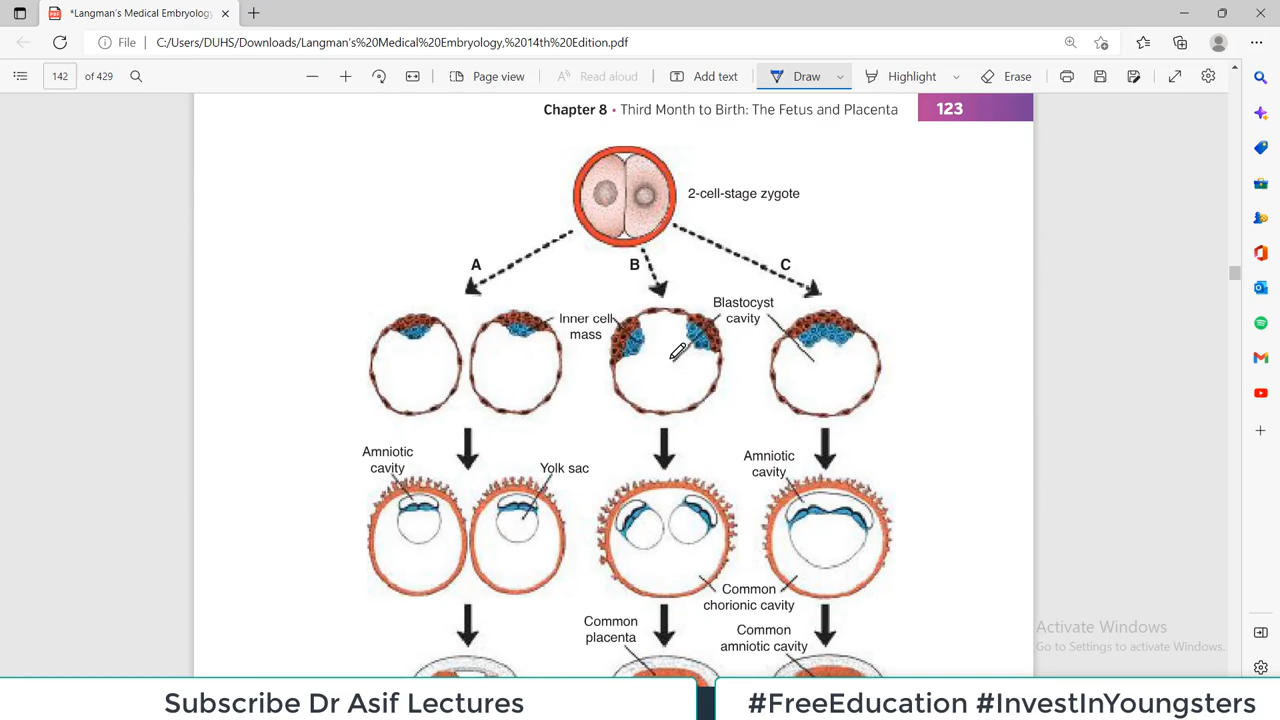 *Langman's Medical Embryology,
File
C:/Users/DUHS/Downloads/Langman's%20Medical%20Embryology,%2014th%20Edition.pdf
142 of 429
Page view
Read aloud
Add text
Draw
Highlight
Erase
Chapter 8 • Third Month to Birth: The Fetus and Placenta 123
2-cell-stage zygote
A
B
C
Inner cell
mass
Blastocyst
cavity
Amniotic
cavity
Yolk sac
Amniotic
cavity
Common
chorionic cavity
Common
placenta
Common
amniotic cavity
Activate Windows
Go to Settings to activate Windows.
Subscribe Dr Asif Lectures
#FreeEducation #InvestInYoungsters